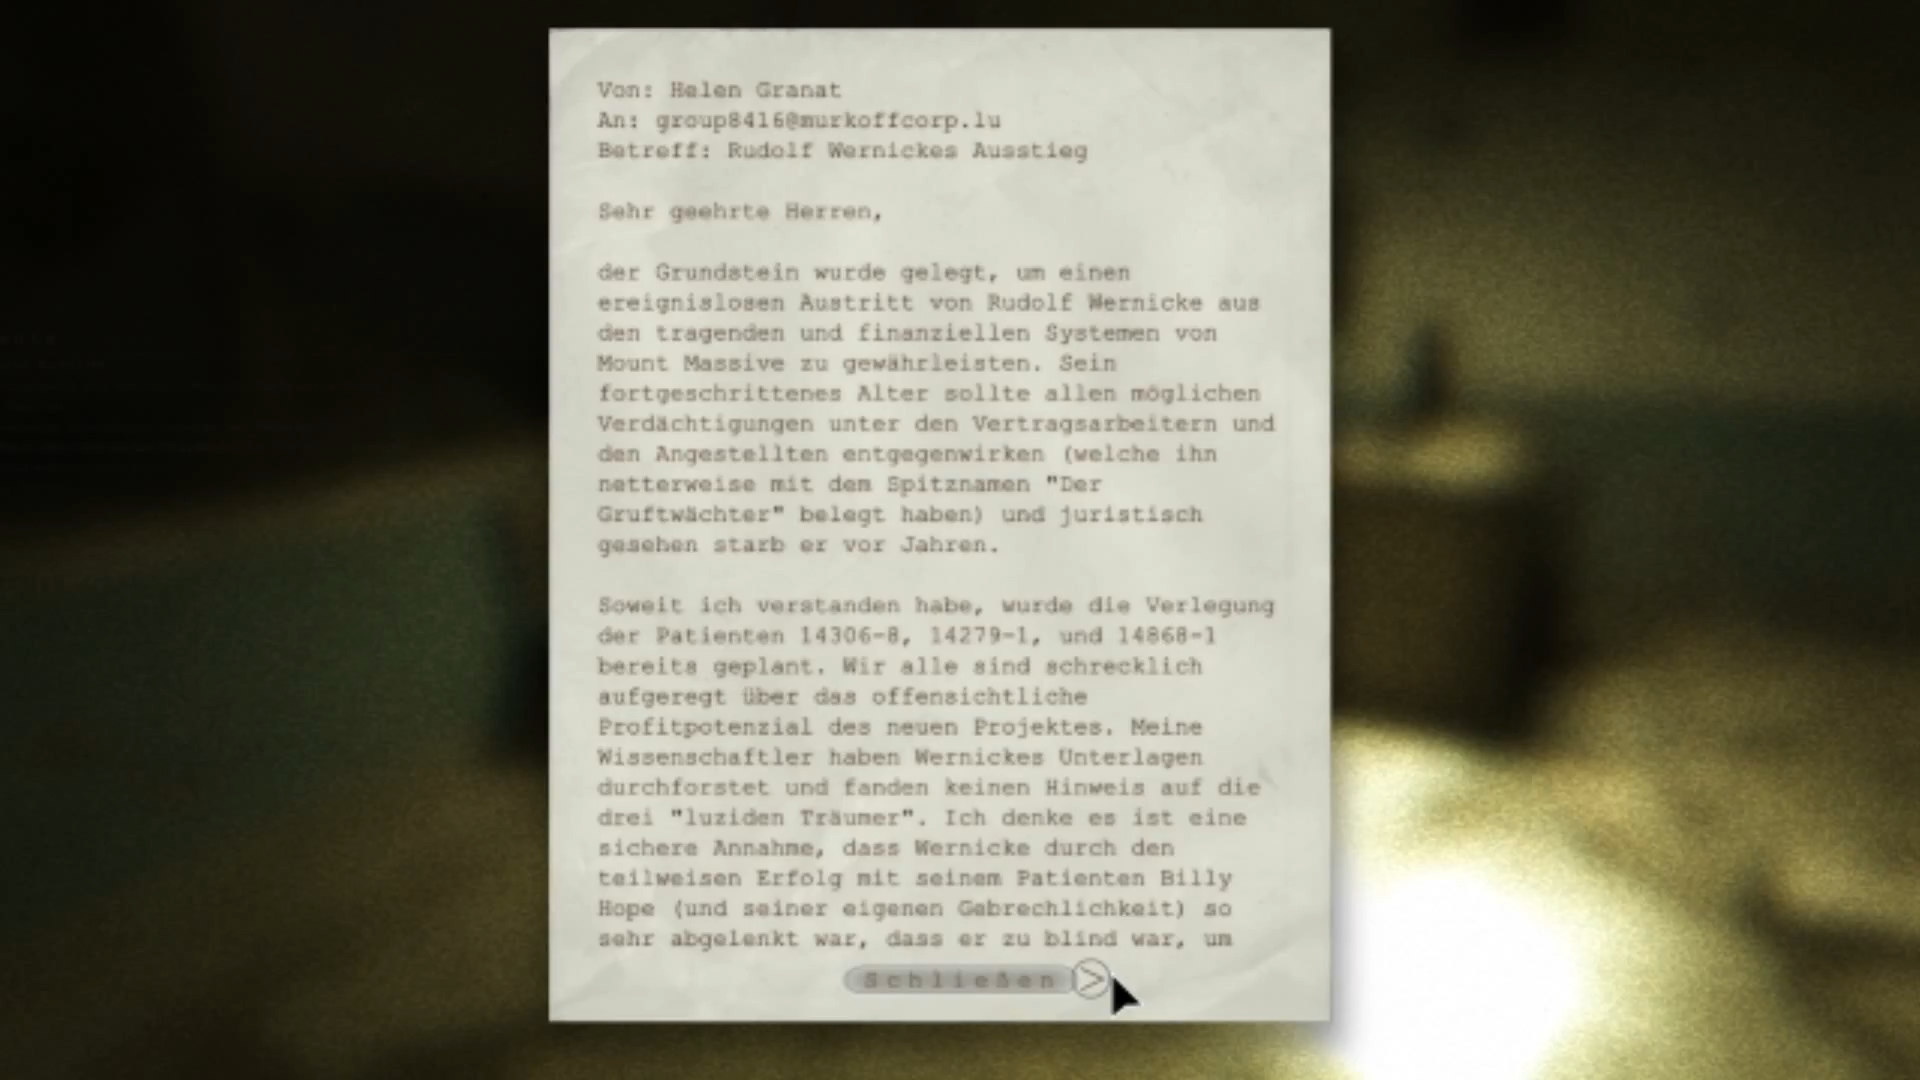 Von: Helen Granat
An: group8416@murkoffcorp.lu
Betreff: Rudolf Wernickes Ausstieg
Sehr geehrte Herren,
der Grundstein wurde gelegt, um einen
ereignislosen Austritt von Rudolf Wernicke aus
den tragenden und finanziellen Systemen von
Mount Massive zu gewährleisten. Sein
fortgeschrittenes Alter sollte allen möglichen
Verdächtigungen unter den Vertragsarbeitern und
den Angestellten entgegenwirken (welche ihn
netterweise mit dem Spitznamen "Der
Gruftwächter" belegt haben) und juristisch
gesehen starb er vor Jahren.
Soweit ich verstanden habe, wurde die Verlegung
der Patienten 14306-8, 14279-1, und 14868-1
bereits geplant. Wir alle sind schrecklich
aufgeregt über das offensichtliche
Profitpotenzial des neuen Projektes. Meine
Wissenschaftler haben Wernickes Unterlagen
durchforstet und fanden keinen Hinweis auf die
drei "luziden Träumer". Ich denke es ist eine
sichere Annahme, dass Wernicke durch den
teilweisen Erfolg mit seinem Patienten Billy
Hope (und seiner eigenen Gebrechlichkeit) so
sehr abgelenkt war, dass er zu blind war, um
Schließen >